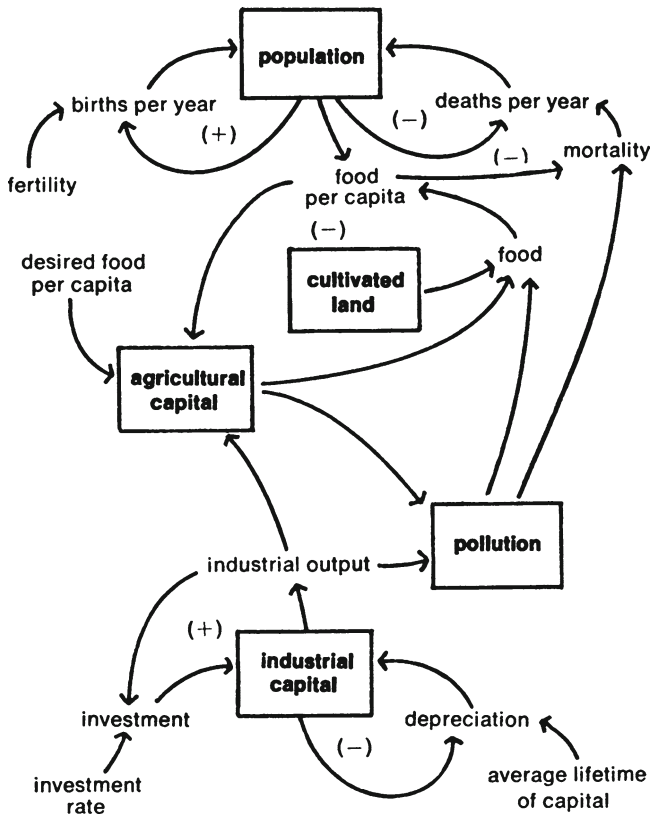 population
births per year
deaths per year
(+)
(−)
(−)
mortality
fertility
food
per capita
(−)
food
desired food
per capita
cultivated
land
agricultural
capital
pollution
industrial output
(+)
industrial
capital
investment
depreciation
(−)
investment
rate
average lifetime
of capital